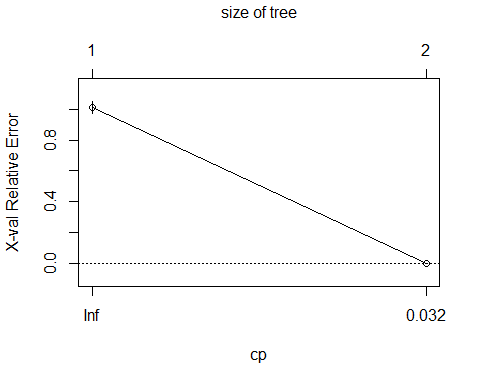 size of tree
1 2
X-val Relative Error
0.8
0.4
0.0
Inf 0.032
cp